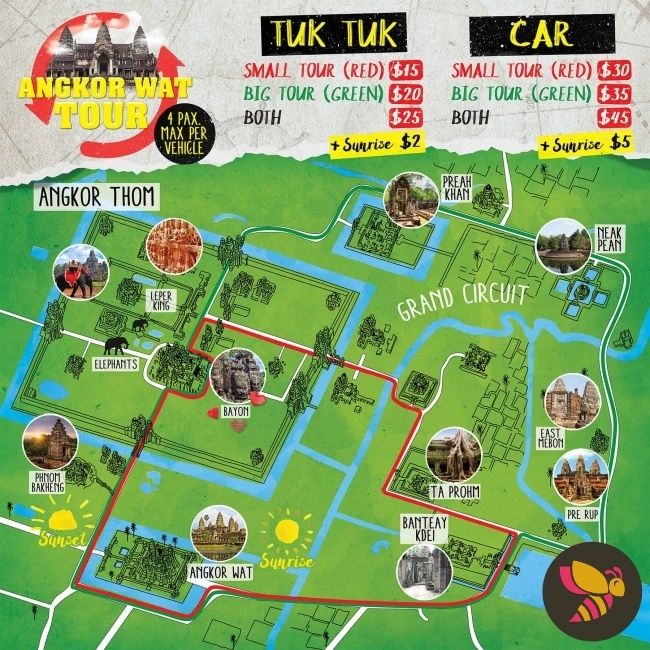 ANGKOR WAT
TOUR
4 PAX.
MAX PER
VEHICLE
TUK TUK
SMALL TOUR (RED) $15
BIG TOUR (GREEN) $20
BOTH $25
+ Sunrise $2
CAR
SMALL TOUR (RED) $30
BIG TOUR (GREEN) $35
BOTH $45
+ Sunrise $5
ANGKOR THOM
PREAH
KHAN
NEAK
PEAN
LEPER
KING
GRAND CIRCUIT
ELEPHANTS
BAYON
EAST
MEBON
PHNOM
BAKHENG
TA PROHM
PRE RUP
BANTEAY
KDEI
Sunset
Sunrise
ANGKOR WAT